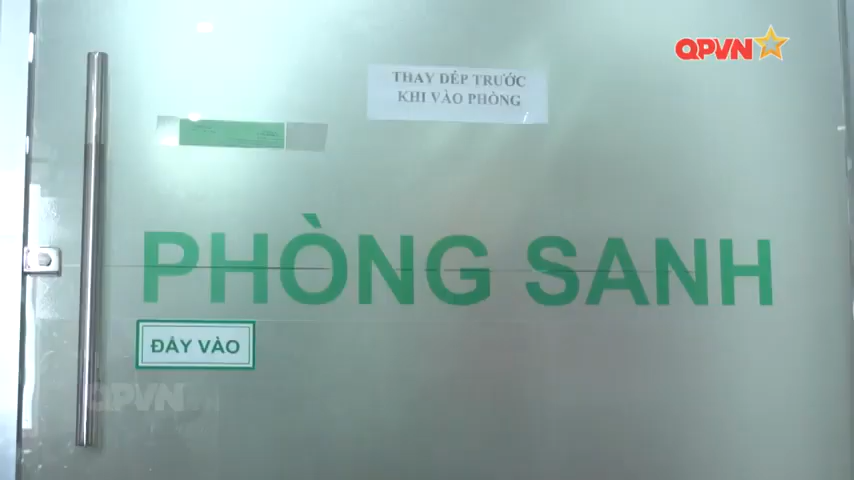 QPVN
THAY DÉP TRƯỚC
KHI VÀO PHÒNG
PHÒNG SANH
ĐẨY VÀO
QPVN